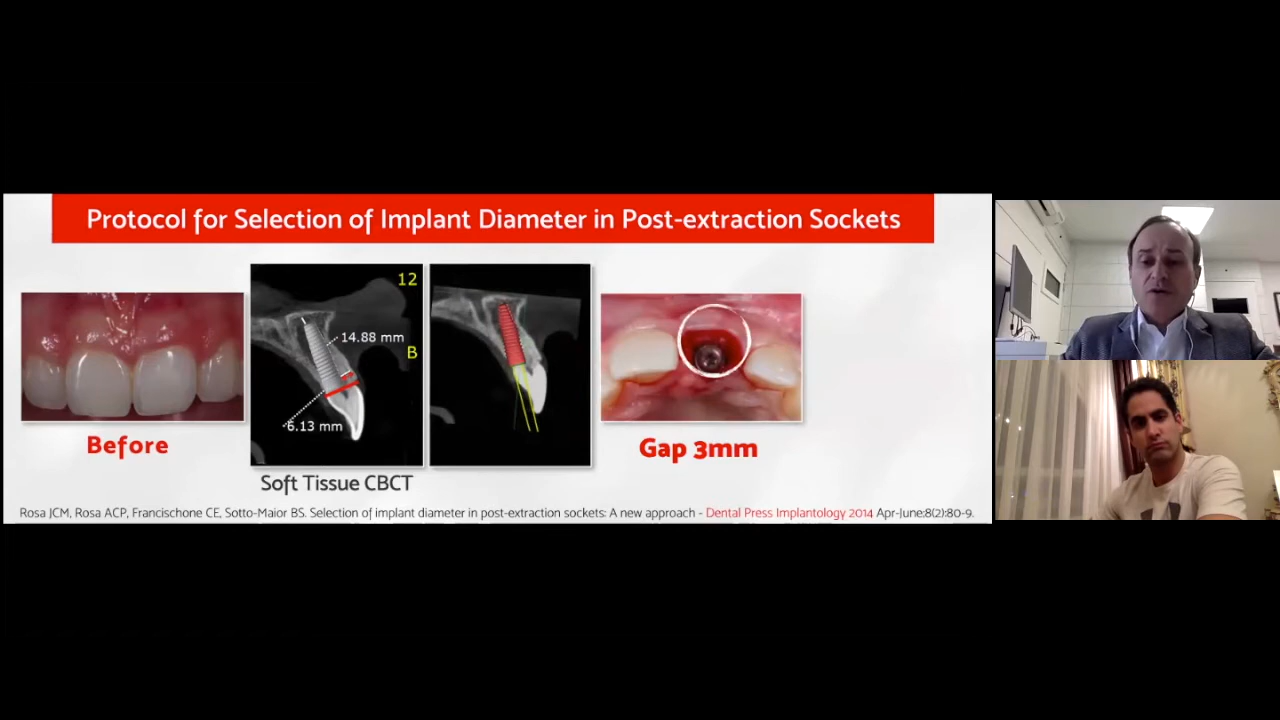 Protocol for Selection of Implant Diameter in Post-extraction Sockets
12
14.88 mm
B
6.13 mm
Before
Gap 3mm
Soft Tissue CBCT
Rosa JCM, Rosa ACP, Francischone CE, Sotto-Maior BS. Selection of implant diameter in post-extraction sockets: A new approach - Dental Press Implantology 2014 Apr-June;8(2):80-9.